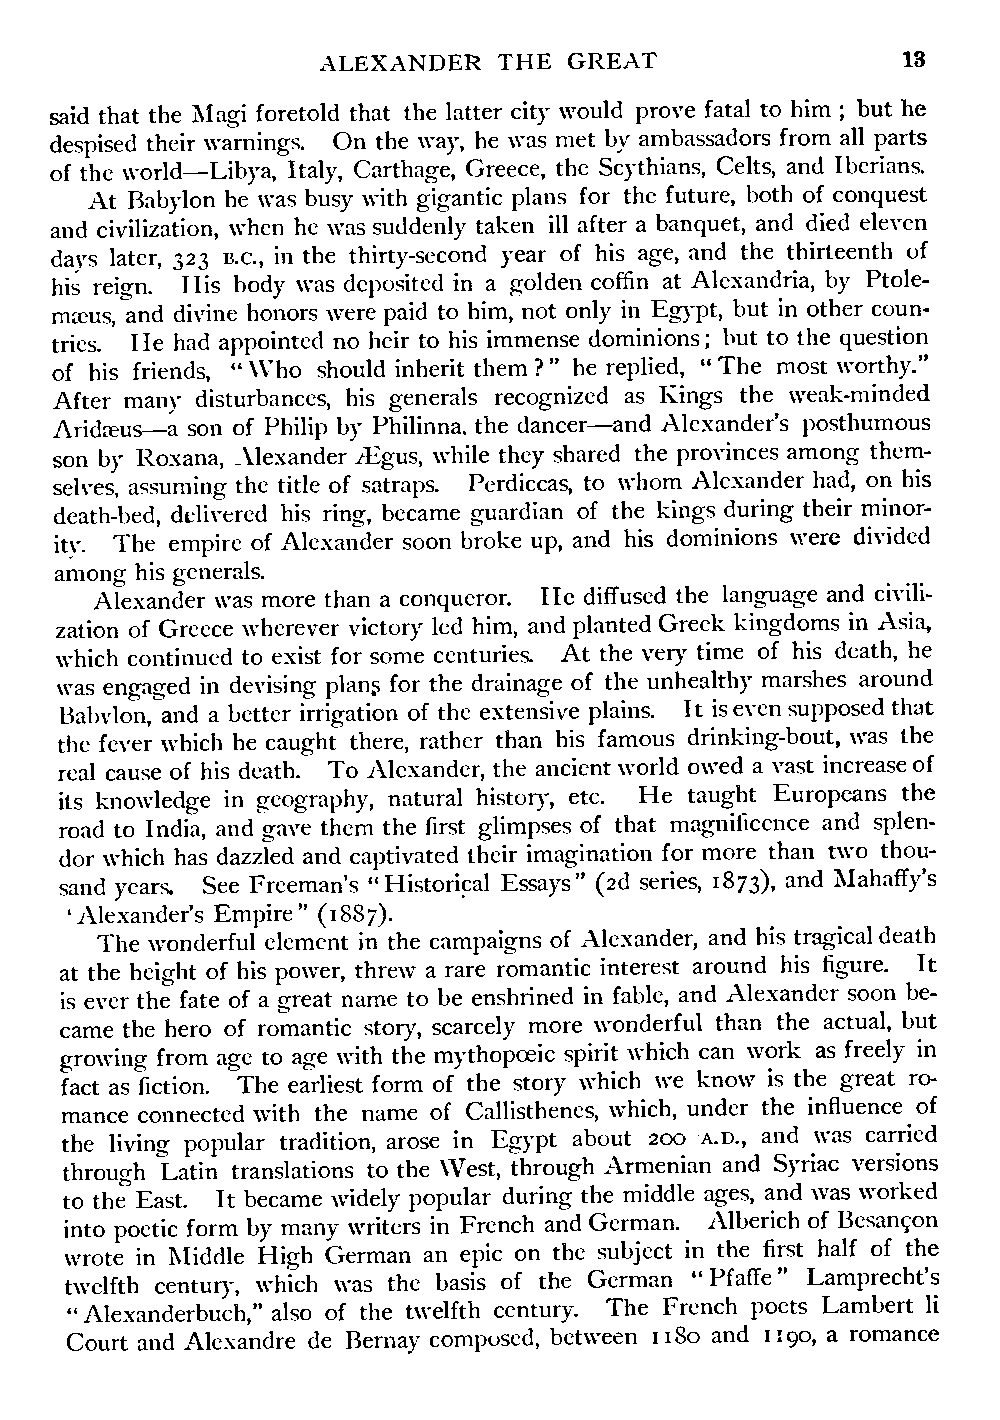 ALEXANDER THE GREAT 13
said that the Magi foretold that the latter city would prove fatal to him ; but he
despised their warnings. On the way, he was met by ambassadors from all parts
of the world—Libya, Italy, Carthage, Greece, the Scythians, Celts, and Iberians.
At Babylon he was busy with gigantic plans for the future, both of conquest
and civilization, when he was suddenly taken ill after a banquet, and died eleven
days later, 323 B.C., in the thirty-second year of his age, and the thirteenth of
his reign. His body was deposited in a golden coffin at Alexandria, by Ptole-
mæus, and divine honors were paid to him, not only in Egypt, but in other coun-
tries. He had appointed no heir to his immense dominions ; but to the question
of his friends, “ Who should inherit them ? ” he replied, “ The most worthy.”
After many disturbances, his generals recognized as Kings the weak-minded
Aridæus—a son of Philip by Philinna, the dancer—and Alexander’s posthumous
son by Roxana, Alexander Ægus, while they shared the provinces among them-
selves, assuming the title of satraps. Perdiccas, to whom Alexander had, on his
death-bed, delivered his ring, became guardian of the kings during their minor-
ity. The empire of Alexander soon broke up, and his dominions were divided
among his generals.
Alexander was more than a conqueror. He diffused the language and civili-
zation of Greece wherever victory led him, and planted Greek kingdoms in Asia,
which continued to exist for some centuries. At the very time of his death, he
was engaged in devising plans for the drainage of the unhealthy marshes around
Babylon, and a better irrigation of the extensive plains. It is even supposed that
the fever which he caught there, rather than his famous drinking-bout, was the
real cause of his death. To Alexander, the ancient world owed a vast increase of
its knowledge in geography, natural history, etc. He taught Europeans the
road to India, and gave them the first glimpses of that magnificence and splen-
dor which has dazzled and captivated their imagination for more than two thou-
sand years. See Freeman’s “ Historical Essays ” (2d series, 1873), and Mahaffy’s
‘ Alexander’s Empire ” (1887).
The wonderful element in the campaigns of Alexander, and his tragical death
at the height of his power, threw a rare romantic interest around his figure. It
is ever the fate of a great name to be enshrined in fable, and Alexander soon be-
came the hero of romantic story, scarcely more wonderful than the actual, but
growing from age to age with the mythopœic spirit which can work as freely in
fact as fiction. The earliest form of the story which we know is the great ro-
mance connected with the name of Callisthenes, which, under the influence of
the living popular tradition, arose in Egypt about 200 A.D., and was carried
through Latin translations to the West, through Armenian and Syriac versions
to the East. It became widely popular during the middle ages, and was worked
into poetic form by many writers in French and German. Alberich of Besançon
wrote in Middle High German an epic on the subject in the first half of the
twelfth century, which was the basis of the German “ Pfaffe ” Lamprecht’s
“ Alexanderbuch,” also of the twelfth century. The French poets Lambert li
Court and Alexandre de Bernay composed, between 1180 and 1190, a romance